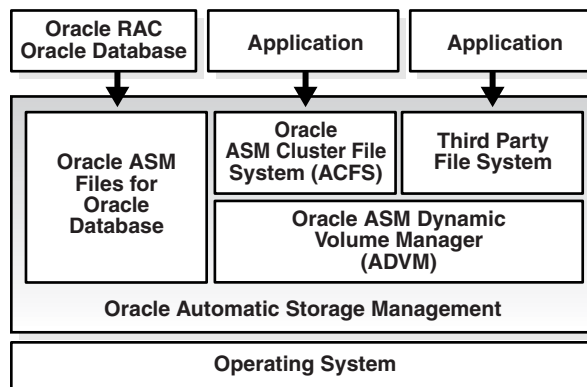 Oracle RAC
Oracle Database
Application
Application
Oracle ASM
Files for
Oracle
Database
Oracle
ASM Cluster File
System (ACFS)
Third Party
File System
Oracle ASM Dynamic
Volume Manager
(ADVM)
Oracle Automatic Storage Management
Operating System